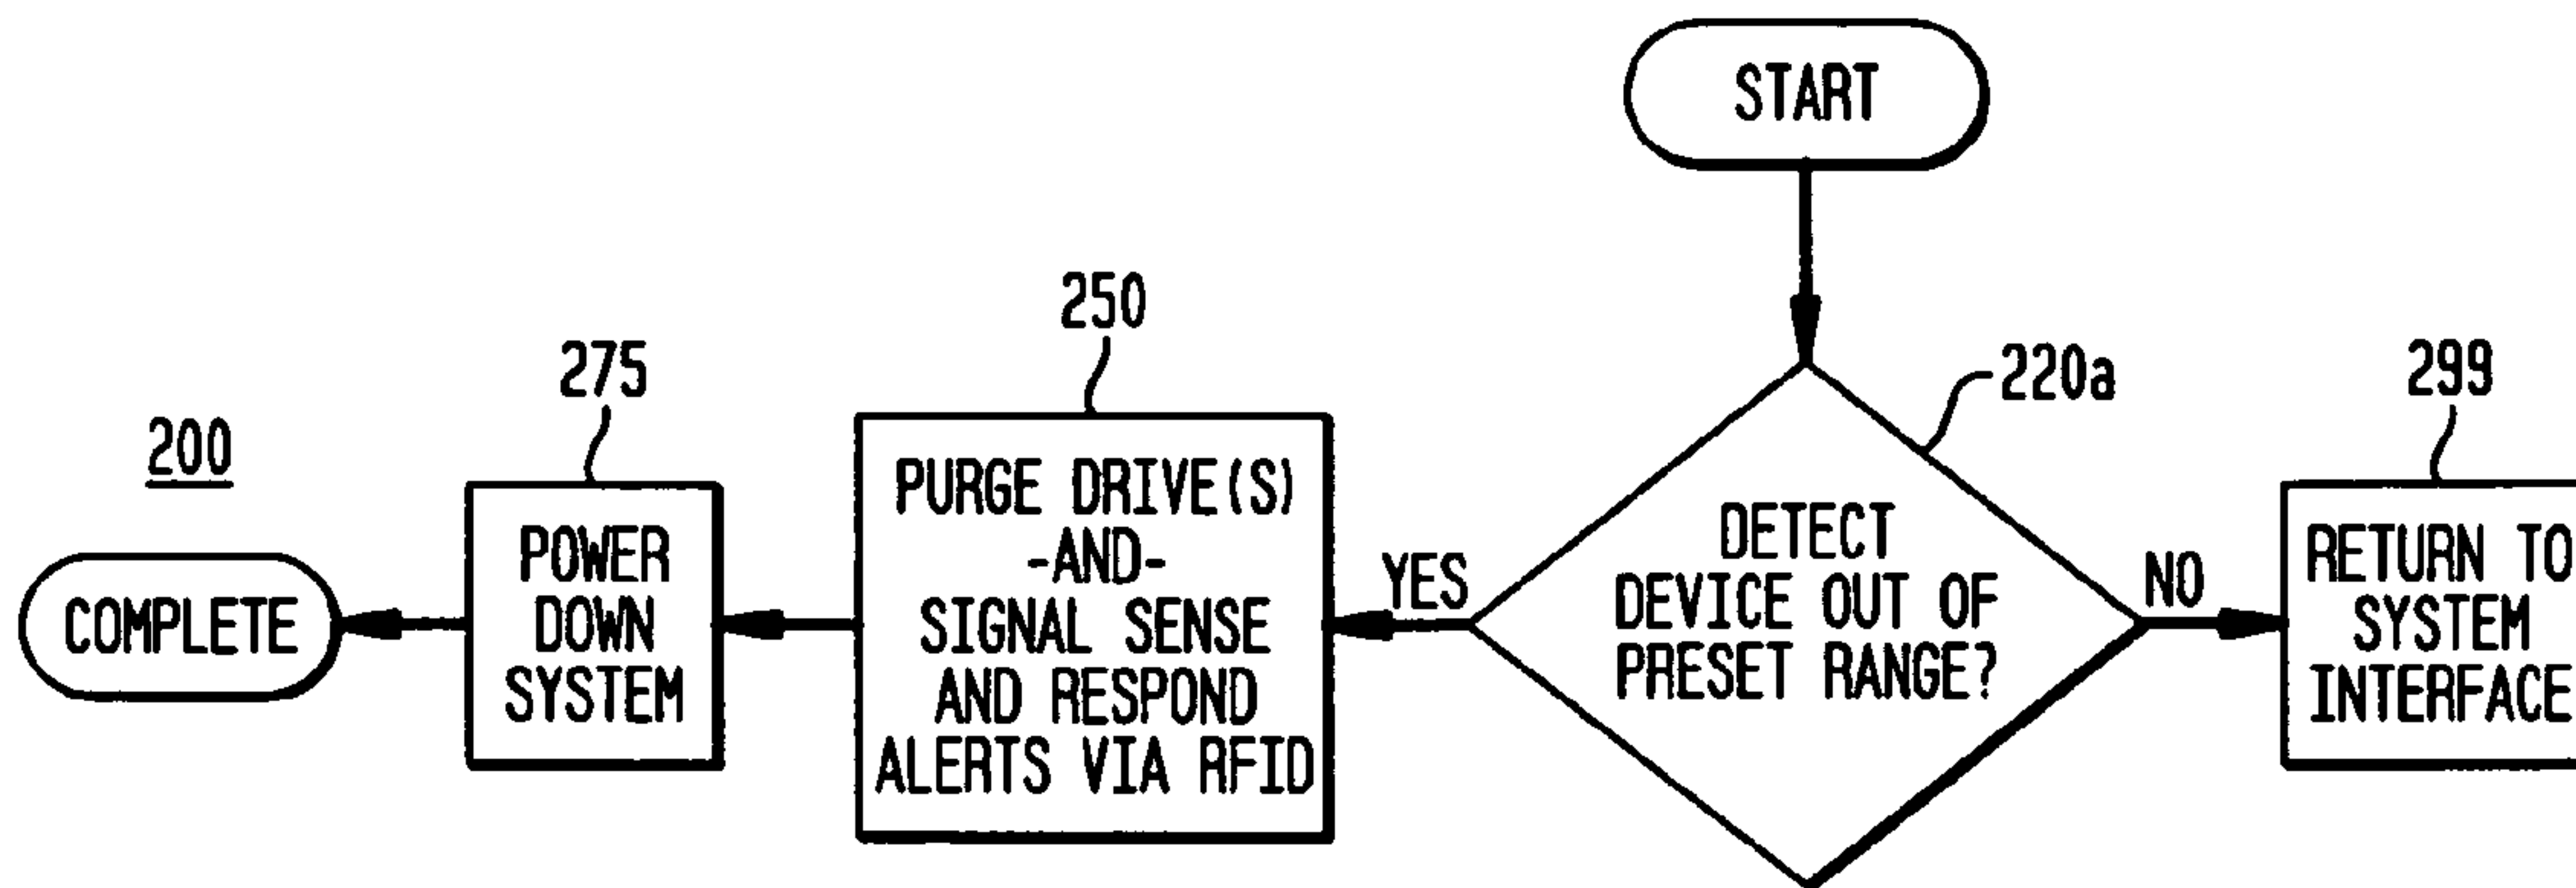 START
220a
DETECT
DEVICE OUT OF
PRESET RANGE?
YES
NO
250
PURGE DRIVE(S)
-AND-
SIGNAL SENSE
AND RESPOND
ALERTS VIA RFID
275
POWER
DOWN
SYSTEM
200
COMPLETE
299
RETURN TO
SYSTEM
INTERFACE